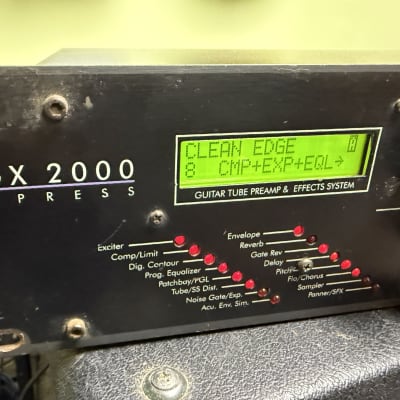 CLEAN EDGE A
8 CMP+EXP+EQL→
X 2000
PRESS
GUITAR TUBE PREAMP & EFFECTS SYSTEM
Exciter
Comp/Limit
Dig. Contour
Prog. Equalizer
Patchbay/PGL
Tube/SS Dist.
Noise Gate/Exp.
Acu. Env. Sim.
Envelope
Reverb
Gate Rev
Delay
Pitch
Fla/Chorus
Sampler
Panner/SFX